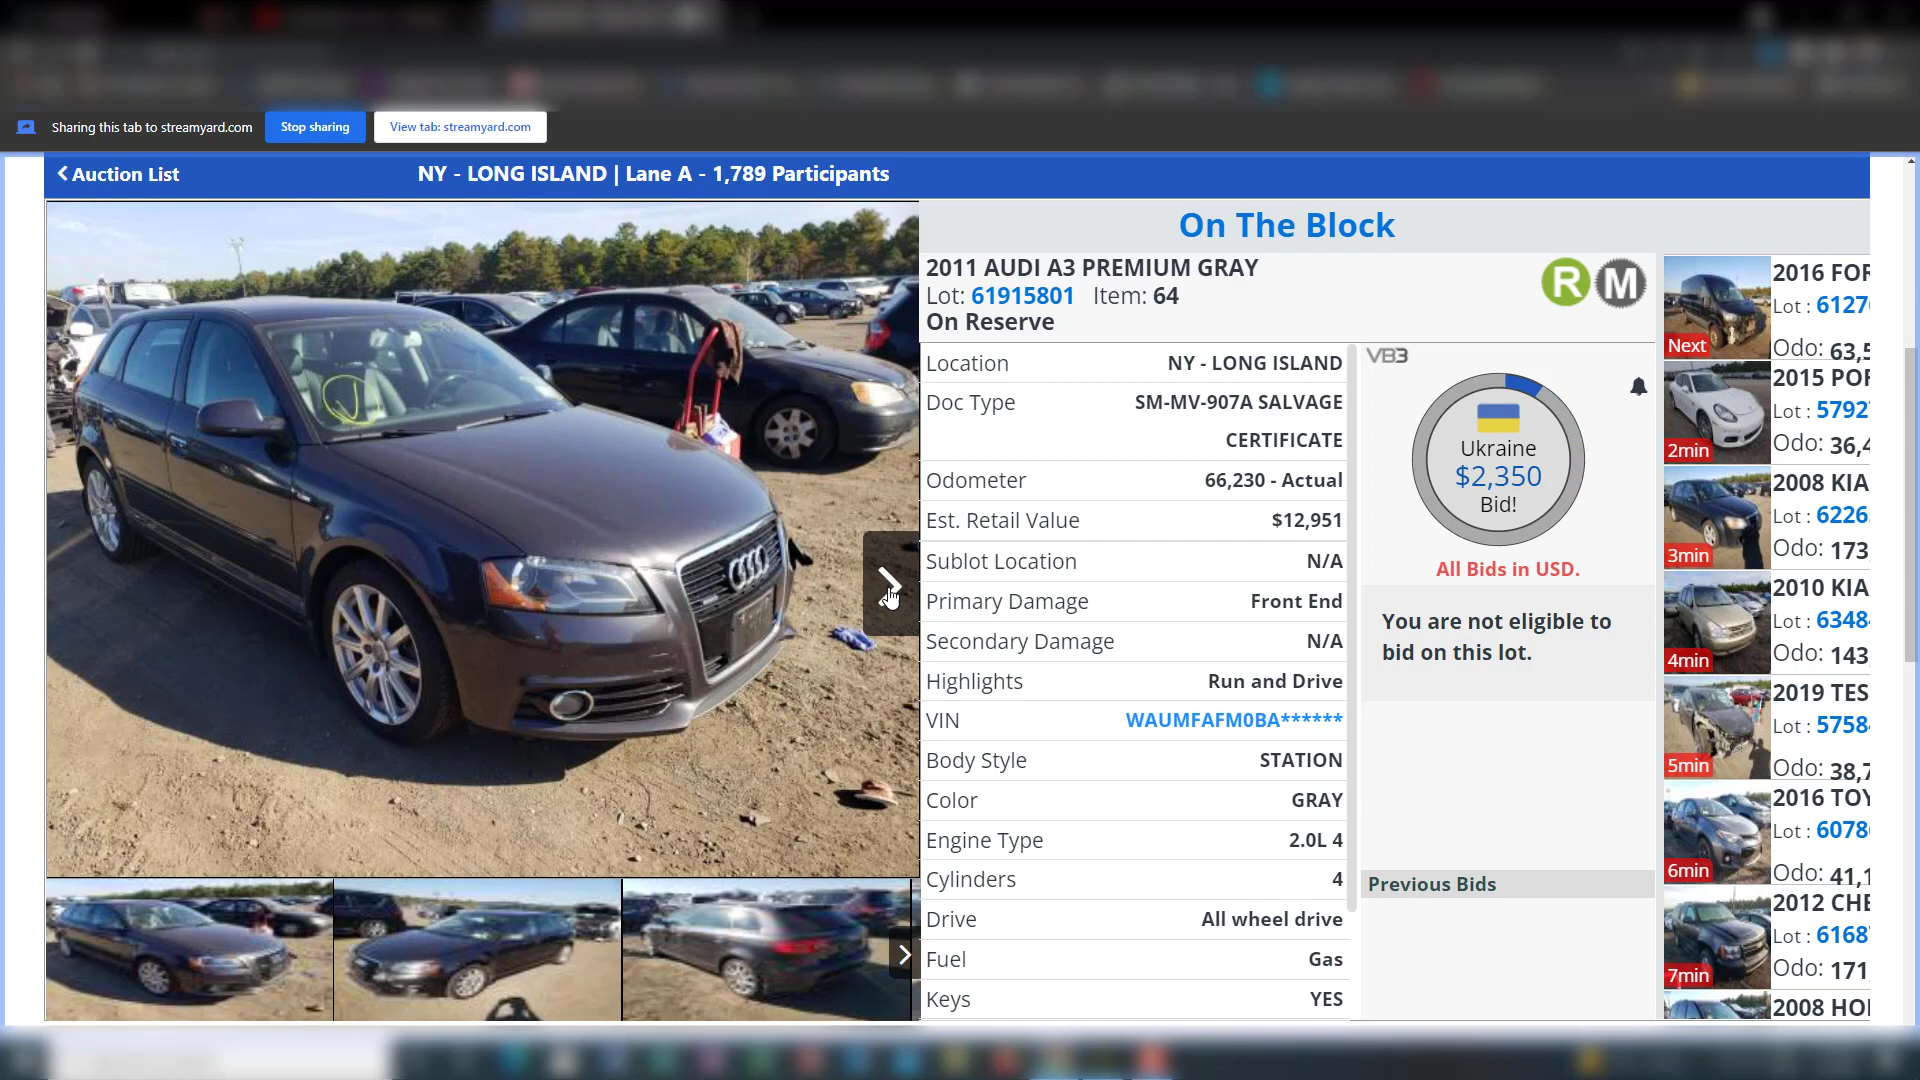 Sharing this tab to streamyard.com
Stop sharing
View tab: streamyard.com
Auction List
NY - LONG ISLAND | Lane A - 1,789 Participants
On The Block
2011 AUDI A3 PREMIUM GRAY
Lot: 61915801 Item: 64
On Reserve
R M
Location NY - LONG ISLAND
Doc Type SM-MV-907A SALVAGE
CERTIFICATE
Odometer 66,230 - Actual
Est. Retail Value $12,951
Sublot Location N/A
Primary Damage Front End
Secondary Damage N/A
Highlights Run and Drive
VIN WAUMFAFM0BA******
Body Style STATION
Color GRAY
Engine Type 2.0L 4
Cylinders 4
Drive All wheel drive
Fuel Gas
Keys YES
VB3
Ukraine
$2,350
Bid!
All Bids in USD.
You are not eligible to
bid on this lot.
Previous Bids
2016 FOR
Lot : 6127
Odo: 63,5
Next
2015 POR
Lot : 5792
Odo: 36,4
2min
2008 KIA
Lot : 6226
Odo: 173
3min
2010 KIA
Lot : 6348
Odo: 143
4min
2019 TES
Lot : 5758
Odo: 38,7
5min
2016 TOY
Lot : 6078
Odo: 41,1
6min
2012 CHE
Lot : 6168
Odo: 171
7min
2008 HO